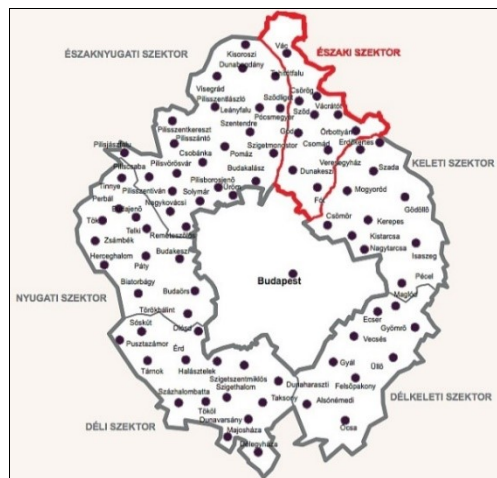 ÉSZAKNYUGATI SZEKTOR
ÉSZAKI SZEKTOR
Kisoroszi
Vác
Dunabogdány
Visegrád
Tahitótfalu
Pilisszentlászló
Sződliget
Csörög
Leányfalu
Pócsmegyer
Sződ
Vácrátót
Pilisszentkereszt
Szentendre
Göd
Őrbottyán
Pilisszántó
Csomád
Erdőkertes
Csobánka
Pomáz
Szigetmonostor
Veresegyház
KELETI SZEKTOR
Pilisjászfalu
Piliscsaba
Pilisvörösvár
Budakalász
Dunakeszi
Szada
Tinnye
Pilisszentiván
Pilisborosjenő
Solymár
Üröm
Fót
Mogyoród
Gödöllő
Perbál
Nagykovácsi
Budajenő
Tök
Telki
Remeteszőlős
Csömör
Kerepes
Zsámbék
Kistarcsa
Nagytarcsa
Isaszeg
Herceghalom
Páty
Budakeszi
Budapest
Pécel
NYUGATI SZEKTOR
Biatorbágy
Budaörs
Maglód
Törökbálint
Sóskút
Diósd
Ecser
Gyömrő
Pusztazámor
Érd
Vecsés
Tárnok
Halásztelek
Gyál
Üllő
Szigetszentmiklós
Felsőpakony
Százhalombatta
Szigethalom
Dunaharaszti
Alsónémedi
DÉLKELETI SZEKTOR
Tököl
Taksony
Dunavarsány
Ócsa
DÉLI SZEKTOR
Majosháza
Délegyháza